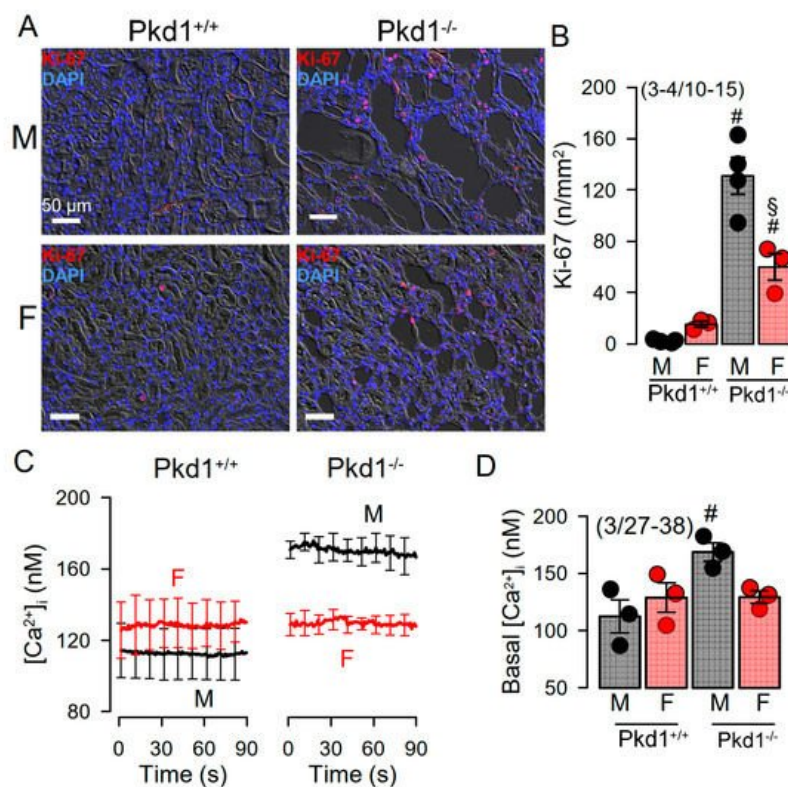 A
Pkd1+/+
Pkd1-/-
Ki-67
DAPI
Ki-67
DAPI
M
50 µm
Ki-67
DAPI
Ki-67
DAPI
F
B
Ki-67 (n/mm²)
(3-4/10-15)
200
160
130
80
40
0
#
§
#
M F M F
Pkd1+/+ Pkd1-/-
C
Pkd1+/+
Pkd1-/-
[Ca²⁺]i (nM)
200
160
120
80
F
M
M
F
0 30 60 90
0 30 60 90
Time (s)
Time (s)
D
Basal [Ca²⁺]i (nM)
(3/27-38)
200
150
100
50
#
M F M F
Pkd1+/+ Pkd1-/-